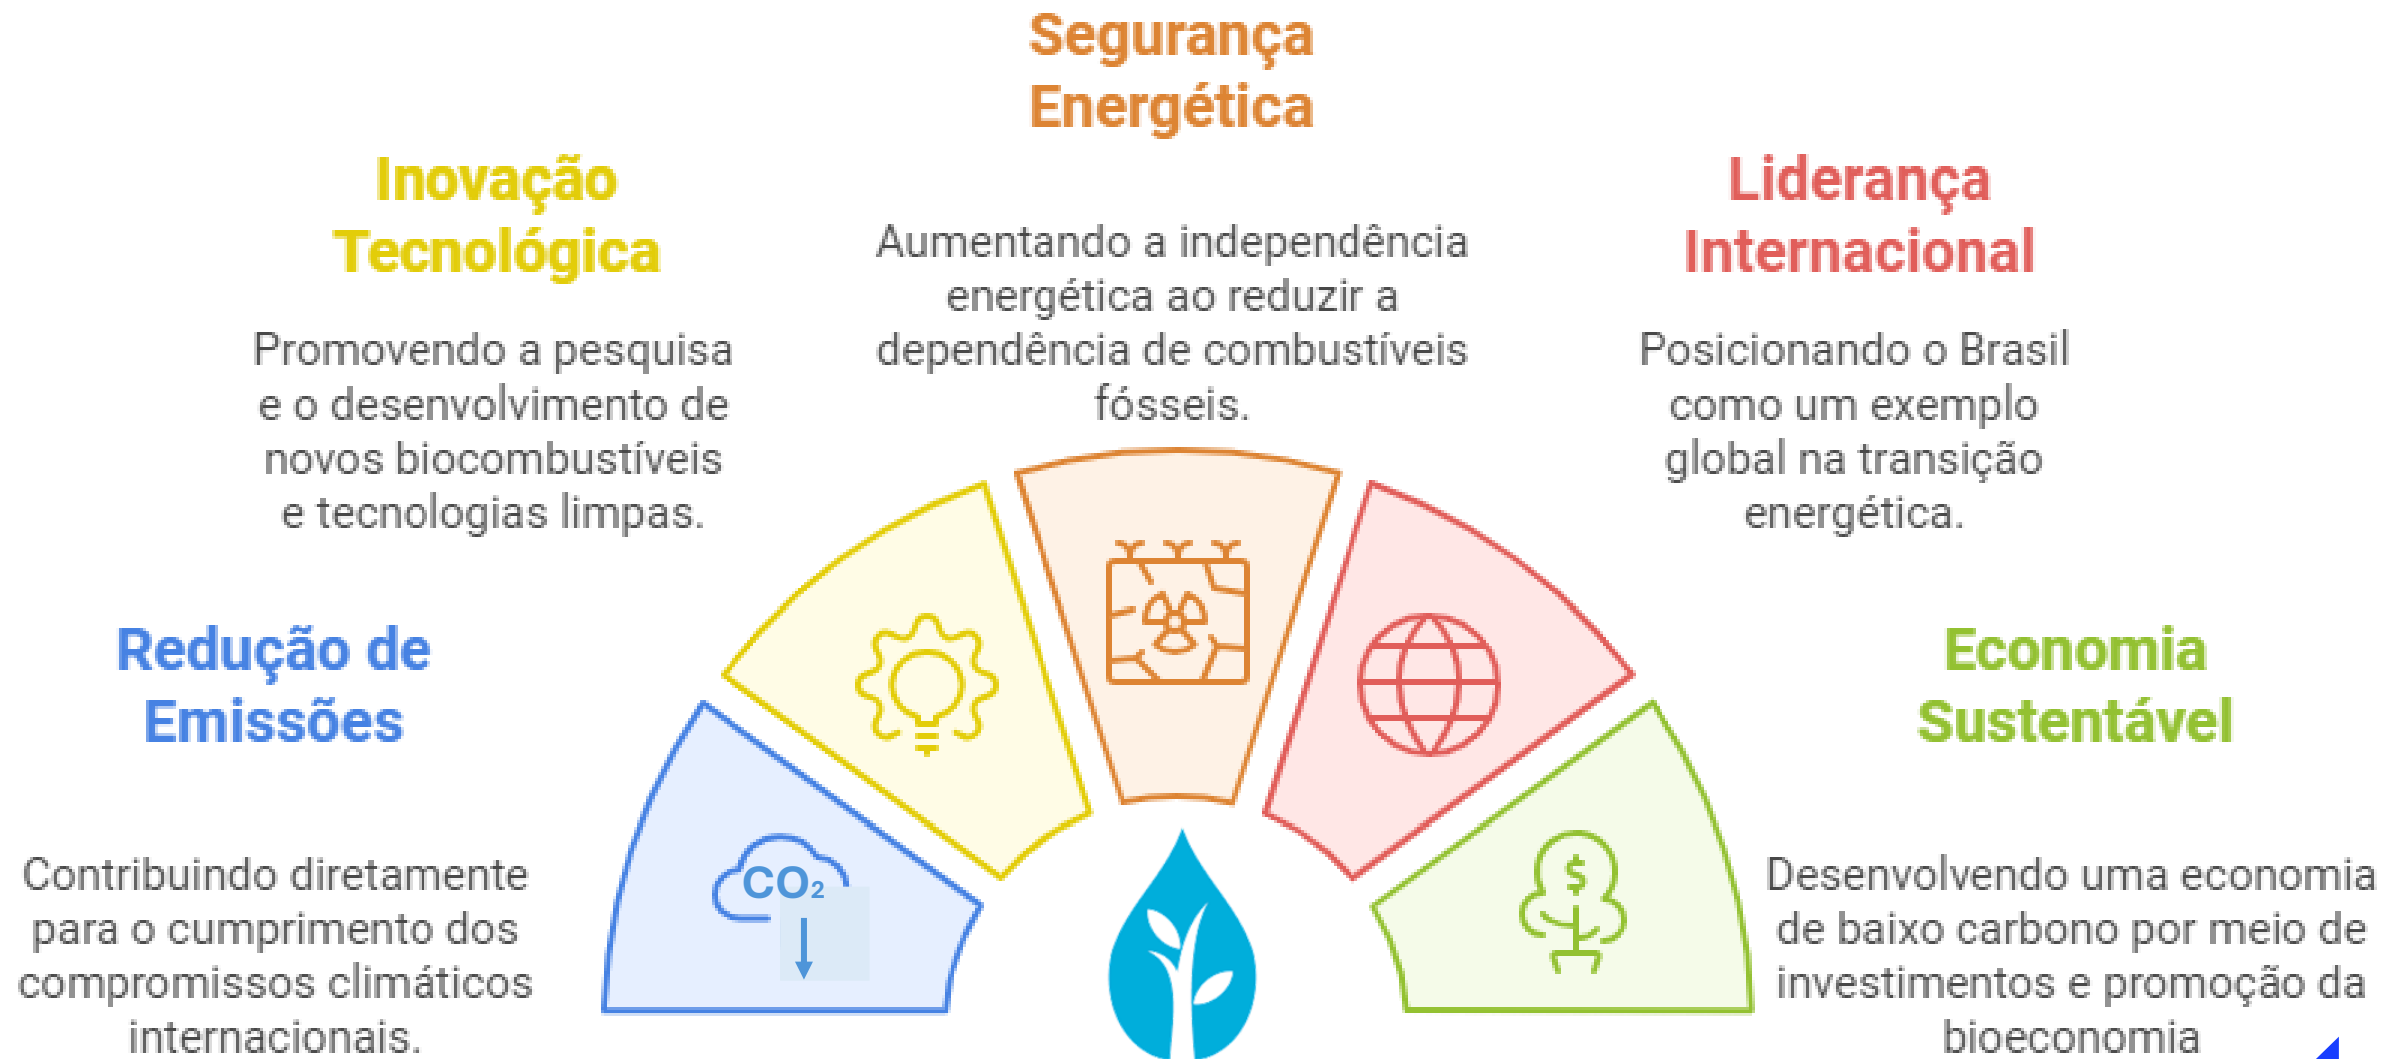 Segurança
Energética
Aumentando a independência
energética ao reduzir a
dependência de combustíveis
fósseis.
Inovação
Tecnológica
Promovendo a pesquisa
e o desenvolvimento de
novos biocombustíveis
e tecnologias limpas.
Liderança
Internacional
Posicionando o Brasil
como um exemplo
global na transição
energética.
Redução de
Emissões
Contribuindo diretamente
para o cumprimento dos
compromissos climáticos
internacionais.
CO₂
$
Economia
Sustentável
Desenvolvendo uma economia
de baixo carbono por meio de
investimentos e promoção da
bioeconomia